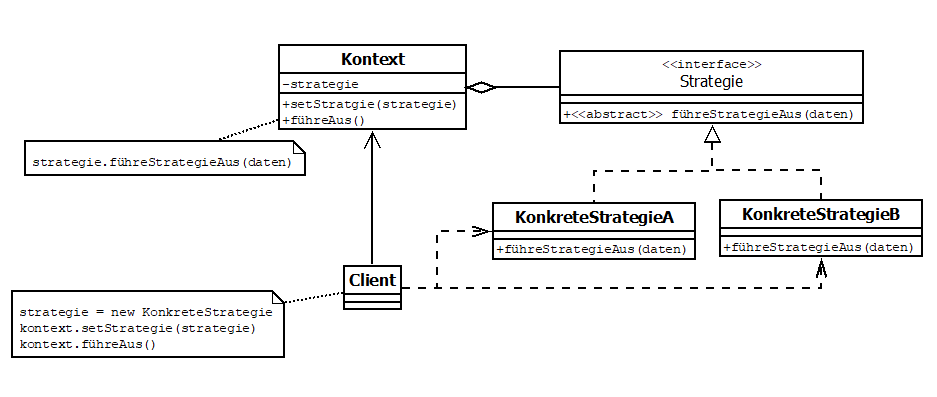 Kontext
-strategie
+setStratgie(strategie)
+führeAus()
<<interface>>
Strategie
+<<abstract>> führeStrategieAus(daten)
strategie.führeStrategieAus(daten)
KonkreteStrategieA
+führeStrategieAus(daten)
KonkreteStrategieB
+führeStrategieAus(daten)
Client
strategie = new KonkreteStrategie
kontext.setStrategie(strategie)
kontext.führeAus()